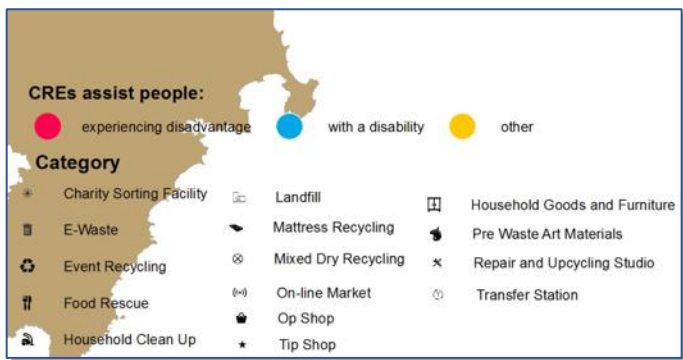 CREs assist people:
experiencing disadvantage
with a disability
other
Category
Charity Sorting Facility
E-Waste
Event Recycling
Food Rescue
Household Clean Up
Landfill
Mattress Recycling
Mixed Dry Recycling
On-line Market
Op Shop
Tip Shop
Household Goods and Furniture
Pre Waste Art Materials
Repair and Upcycling Studio
Transfer Station